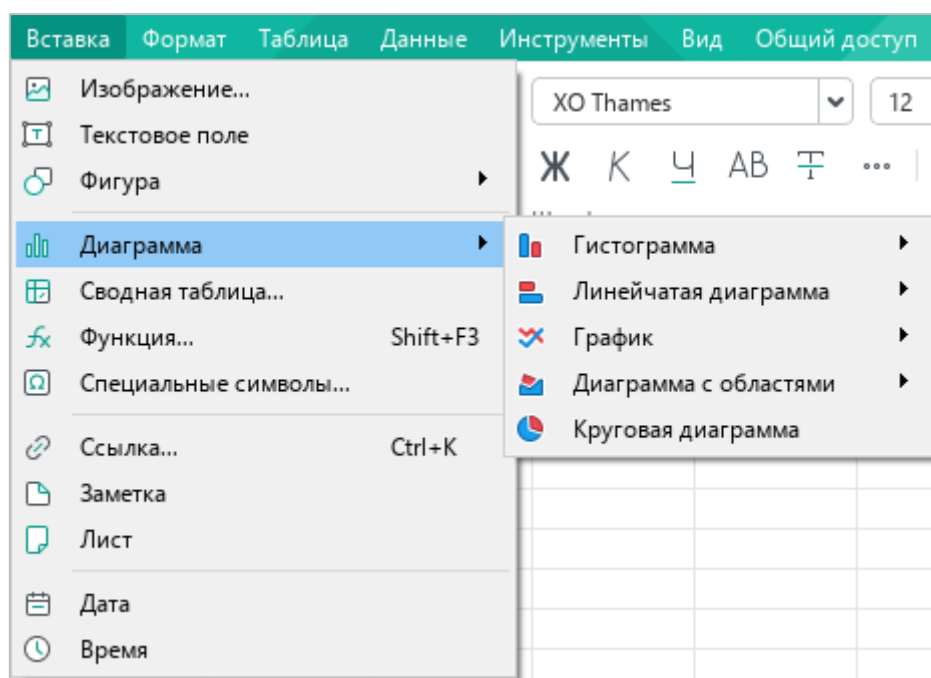 Вставка Формат Таблица Данные Инструменты Вид Общий доступ
Изображение...
XO Thames 12
Текстовое поле
Ж К Ч АВ Т
Фигура
Диаграмма
Гистограмма
Сводная таблица...
Линейчатая диаграмма
Функция... Shift+F3
График
Специальные символы...
Диаграмма с областями
Ссылка... Ctrl+K
Круговая диаграмма
Заметка
Лист
Дата
Время